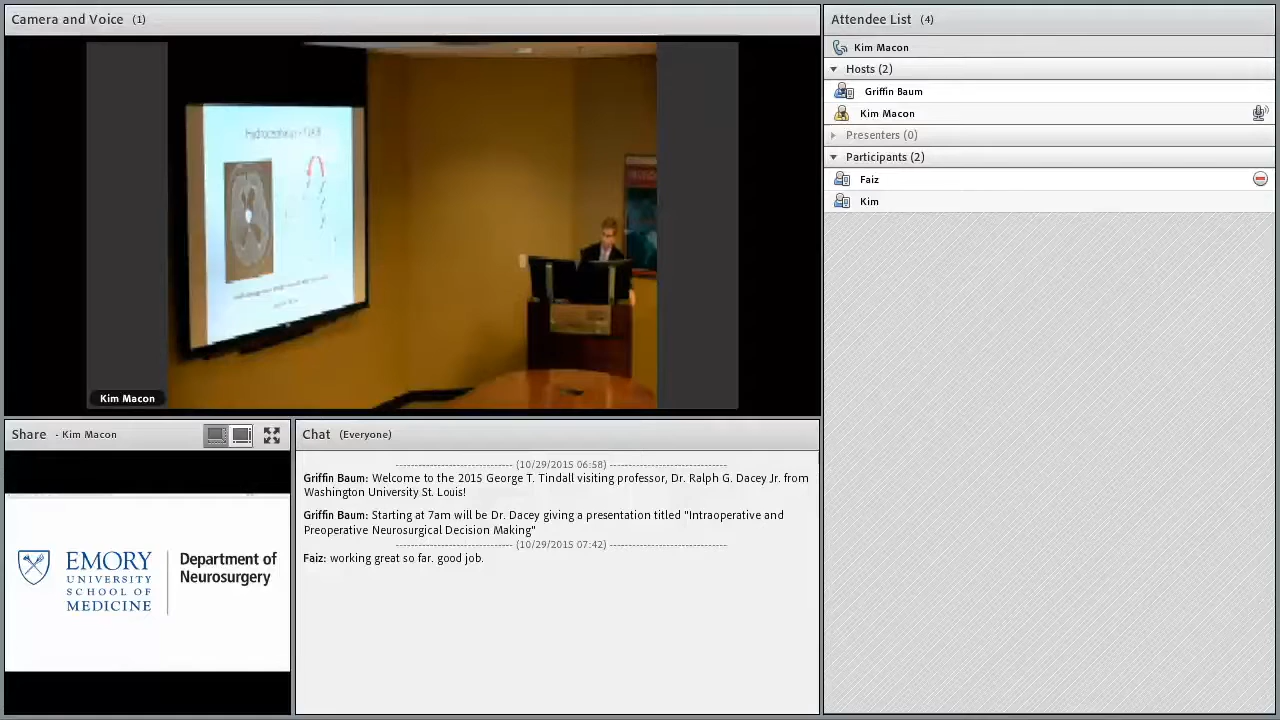 Camera and Voice (1)
Kim Macon
Share - Kim Macon
EMORY
UNIVERSITY
SCHOOL OF
MEDICINE
Department of
Neurosurgery
Chat (Everyone)
(10/29/2015 06:58)
Griffin Baum: Welcome to the 2015 George T. Tindall visiting professor, Dr. Ralph G. Dacey Jr. from
Washington University St. Louis!
Griffin Baum: Starting at 7am will be Dr. Dacey giving a presentation titled "Intraoperative and
Preoperative Neurosurgical Decision Making"
(10/29/2015 07:42)
Faiz: working great so far. good job.
Attendee List (4)
Kim Macon
Hosts (2)
Griffin Baum
Kim Macon
Presenters (0)
Participants (2)
Faiz
Kim